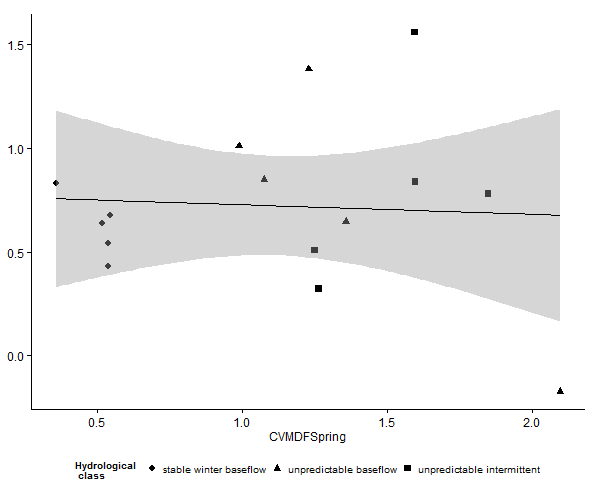 1.5
1.0
0.5
0.0
0.5 1.0 1.5 2.0
CVMDFSpring
Hydrological
class
stable winter baseflow unpredictable baseflow unpredictable intermittent